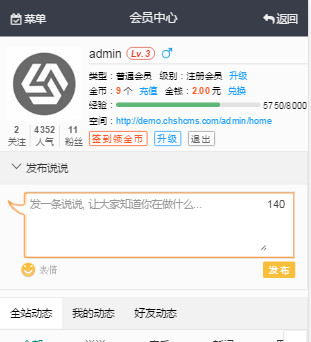 菜单 会员中心 返回
admin Lv.3
类型：普通会员 级别：注册会员 升级
金币：9 个 充值 金钱：2.00 元 兑换
经验： 5750/8000
空间：http://demo.chshcms.com/admin/home
2 4352 11
关注 人气 粉丝
签到领金币 升级 退出
发布说说
发一条说说, 让大家知道你在做什么... 140
表情 发布
全站动态 我的动态 好友动态